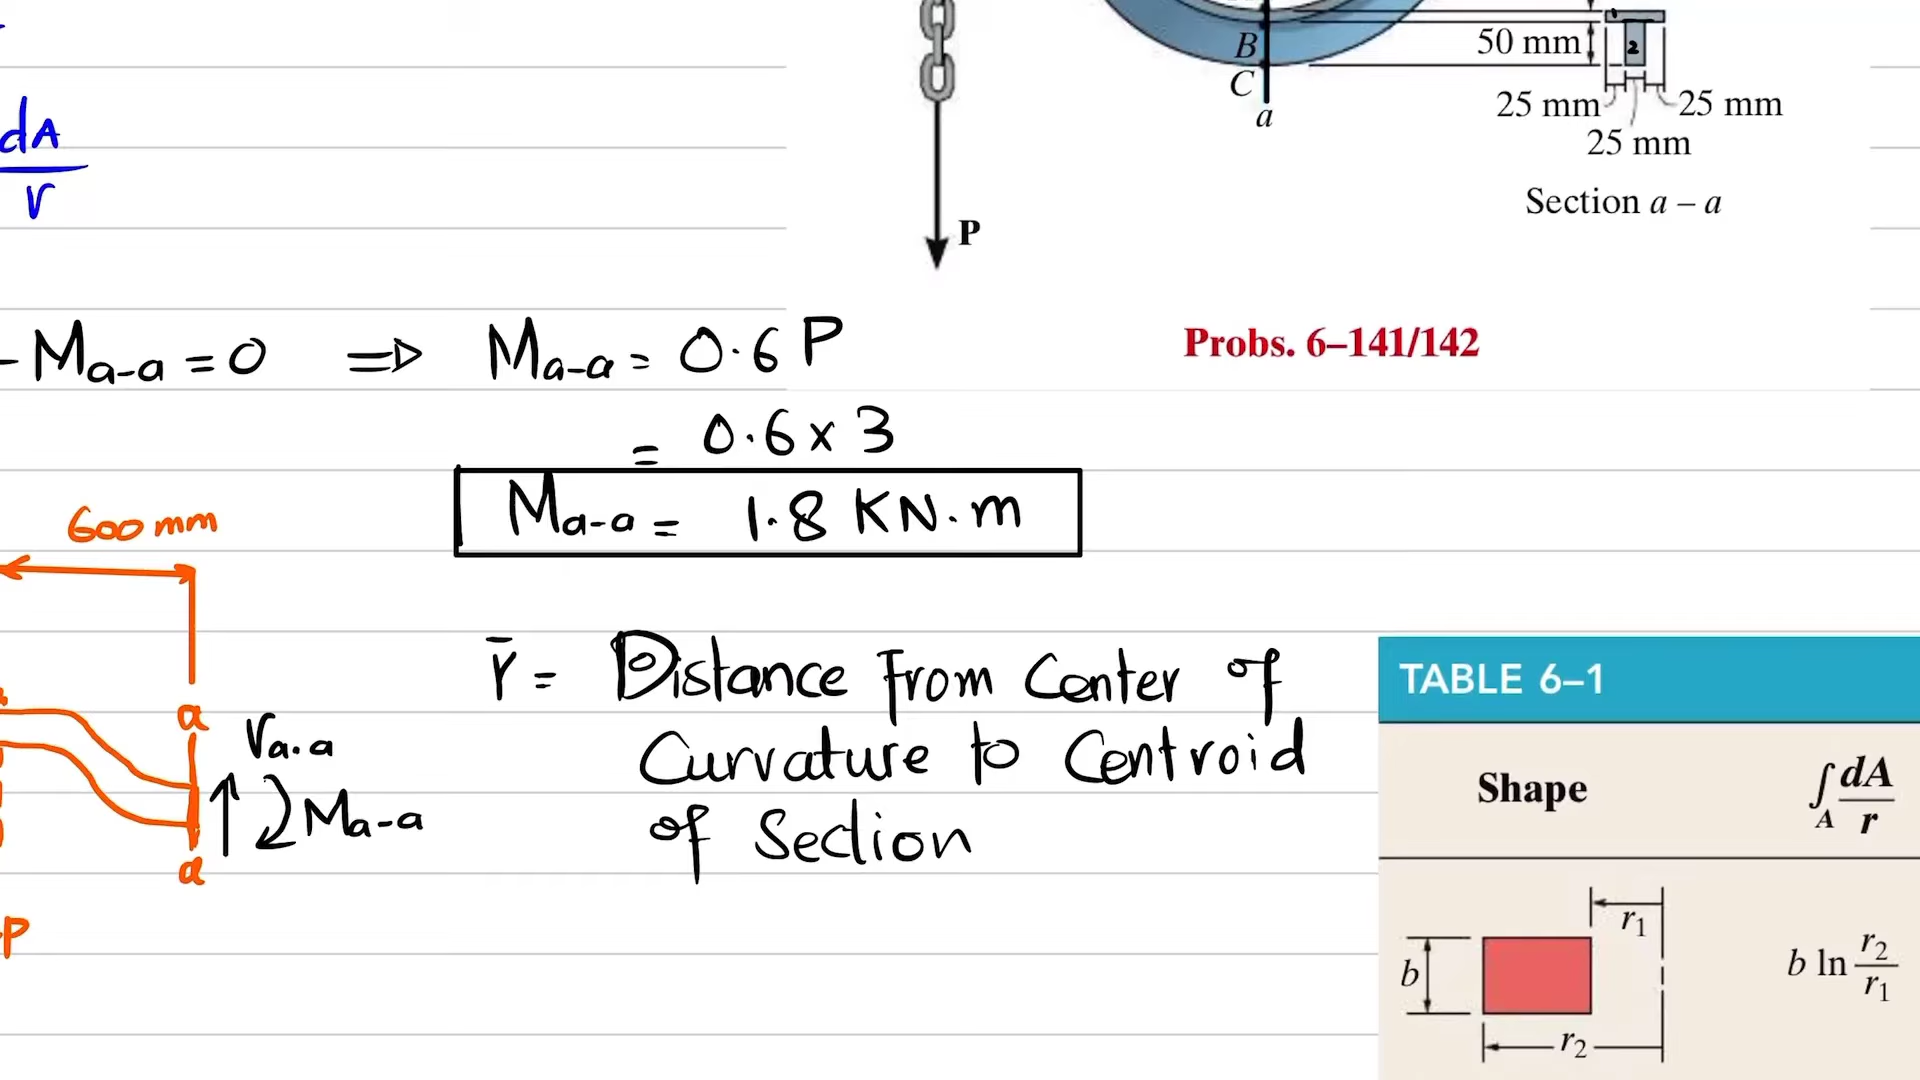 dA
r
B
C
a
P
50 mm
2
25 mm
25 mm
25 mm
Section a – a
Probs. 6–141/142
- Ma-a = 0 ⇒ Ma-a = 0.6 P
= 0.6 x 3
Ma-a = 1.8 KN.m
600 mm
a
Va.a
Ma-a
a
P
r̄ = Distance From Center of
Curvature to Centroid
of Section
TABLE 6–1
Shape
∫A dA/r
r1
b
r2
b ln r2/r1